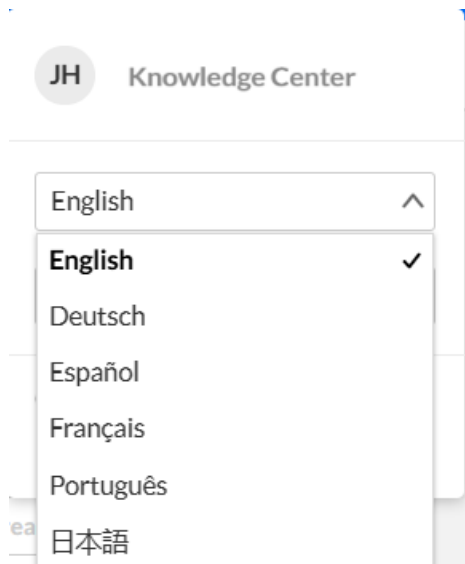 JH
Knowledge Center
English
English
Deutsch
Español
Français
Português
日本語